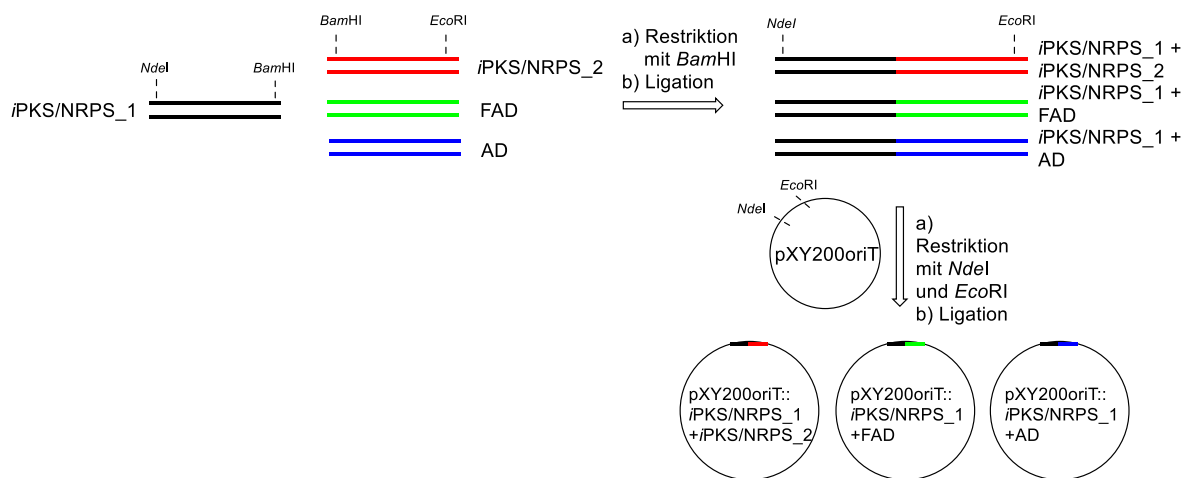 BamHI
EcoRI
NdeI
BamHI
iPKS/NRPS_1
iPKS/NRPS_2
FAD
AD
a) Restriktion
mit BamHI
b) Ligation
NdeI
EcoRI
iPKS/NRPS_1 +
iPKS/NRPS_2
iPKS/NRPS_1 +
FAD
iPKS/NRPS_1 +
AD
EcoRI
NdeI
pXY200oriT
a)
Restriktion
mit NdeI
und EcoRI
b) Ligation
pXY200oriT::
iPKS/NRPS_1
+iPKS/NRPS_2
pXY200oriT::
iPKS/NRPS_1
+FAD
pXY200oriT::
iPKS/NRPS_1
+AD